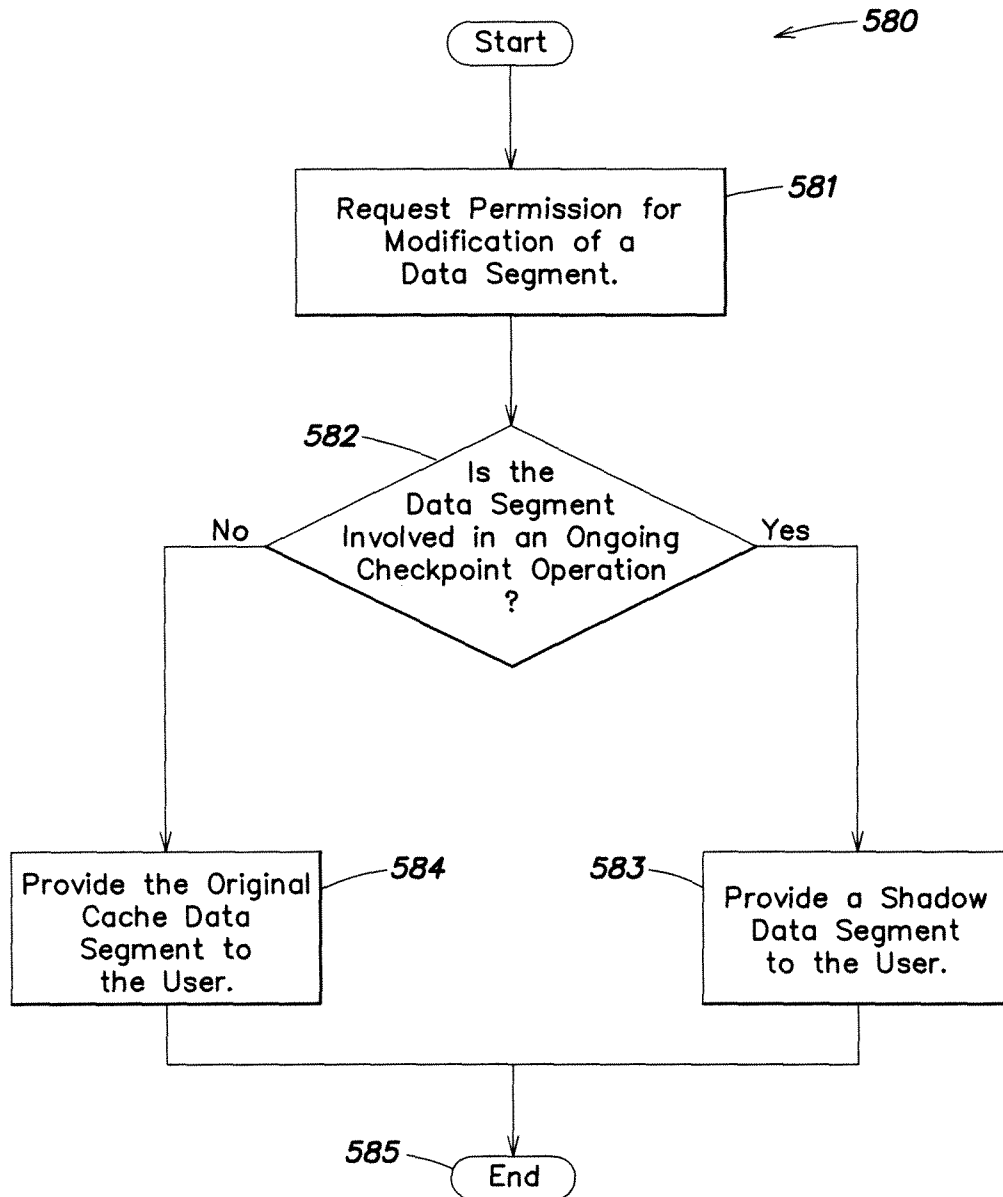 580
Start
581
Request Permission for
Modification of a
Data Segment.
582
Is the
Data Segment
Involved in an Ongoing
Checkpoint Operation
?
No
Yes
584
Provide the Original
Cache Data
Segment to
the User.
583
Provide a Shadow
Data Segment
to the User.
585
End